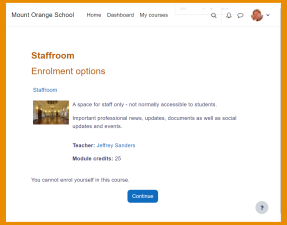 Mount Orange School Home Dashboard My courses
Staffroom
Enrolment options
Staffroom
A space for staff only - not normally accessible to students.
Important professional news, updates, documents as well as social
updates and events.
Teacher: Jeffrey Sanders
Module credits: 25
You cannot enrol yourself in this course.
Continue
?